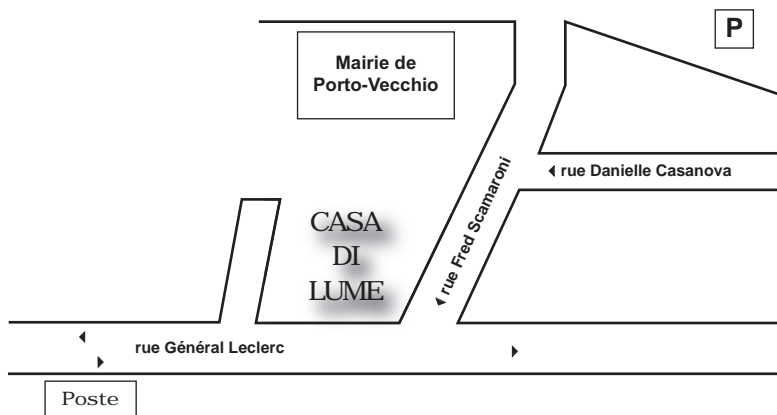 P
Mairie de
Porto-Vecchio
rue Danielle Casanova
rue Fred Scamaroni
CASA
DI
LUME
rue Général Leclerc
Poste